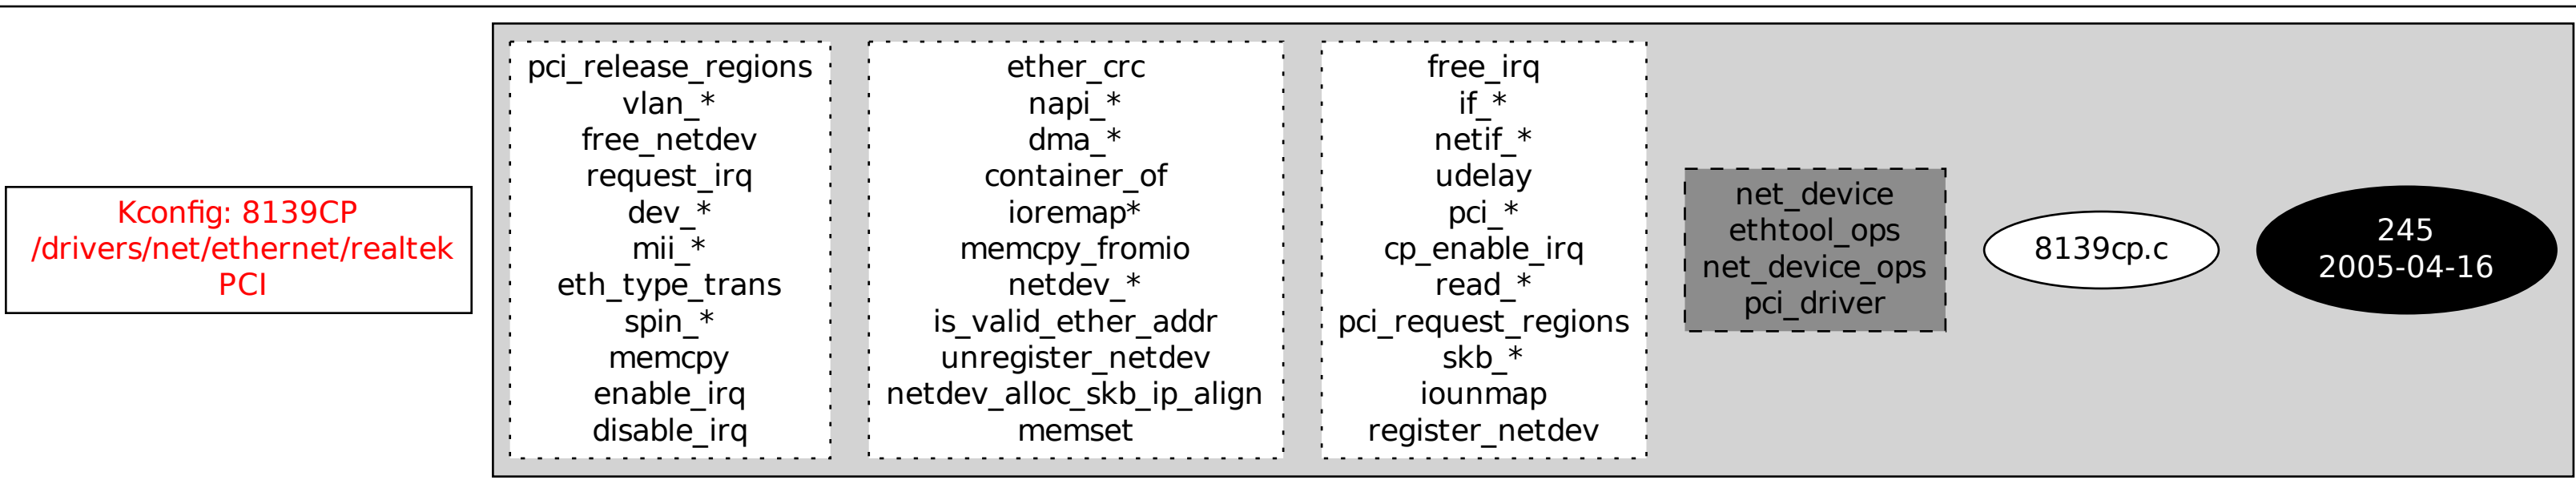 Kconfig: 8139CP
/drivers/net/ethernet/realtek
PCI
pci_release_regions
vlan_*
free_netdev
request_irq
dev_*
mii_*
eth_type_trans
spin_*
memcpy
enable_irq
disable_irq
ether_crc
napi_*
dma_*
container_of
ioremap*
memcpy_fromio
netdev_*
is_valid_ether_addr
unregister_netdev
netdev_alloc_skb_ip_align
memset
free_irq
if_*
netif_*
udelay
pci_*
cp_enable_irq
read_*
pci_request_regions
skb_*
iounmap
register_netdev
net_device
ethtool_ops
net_device_ops
pci_driver
8139cp.c
245
2005-04-16